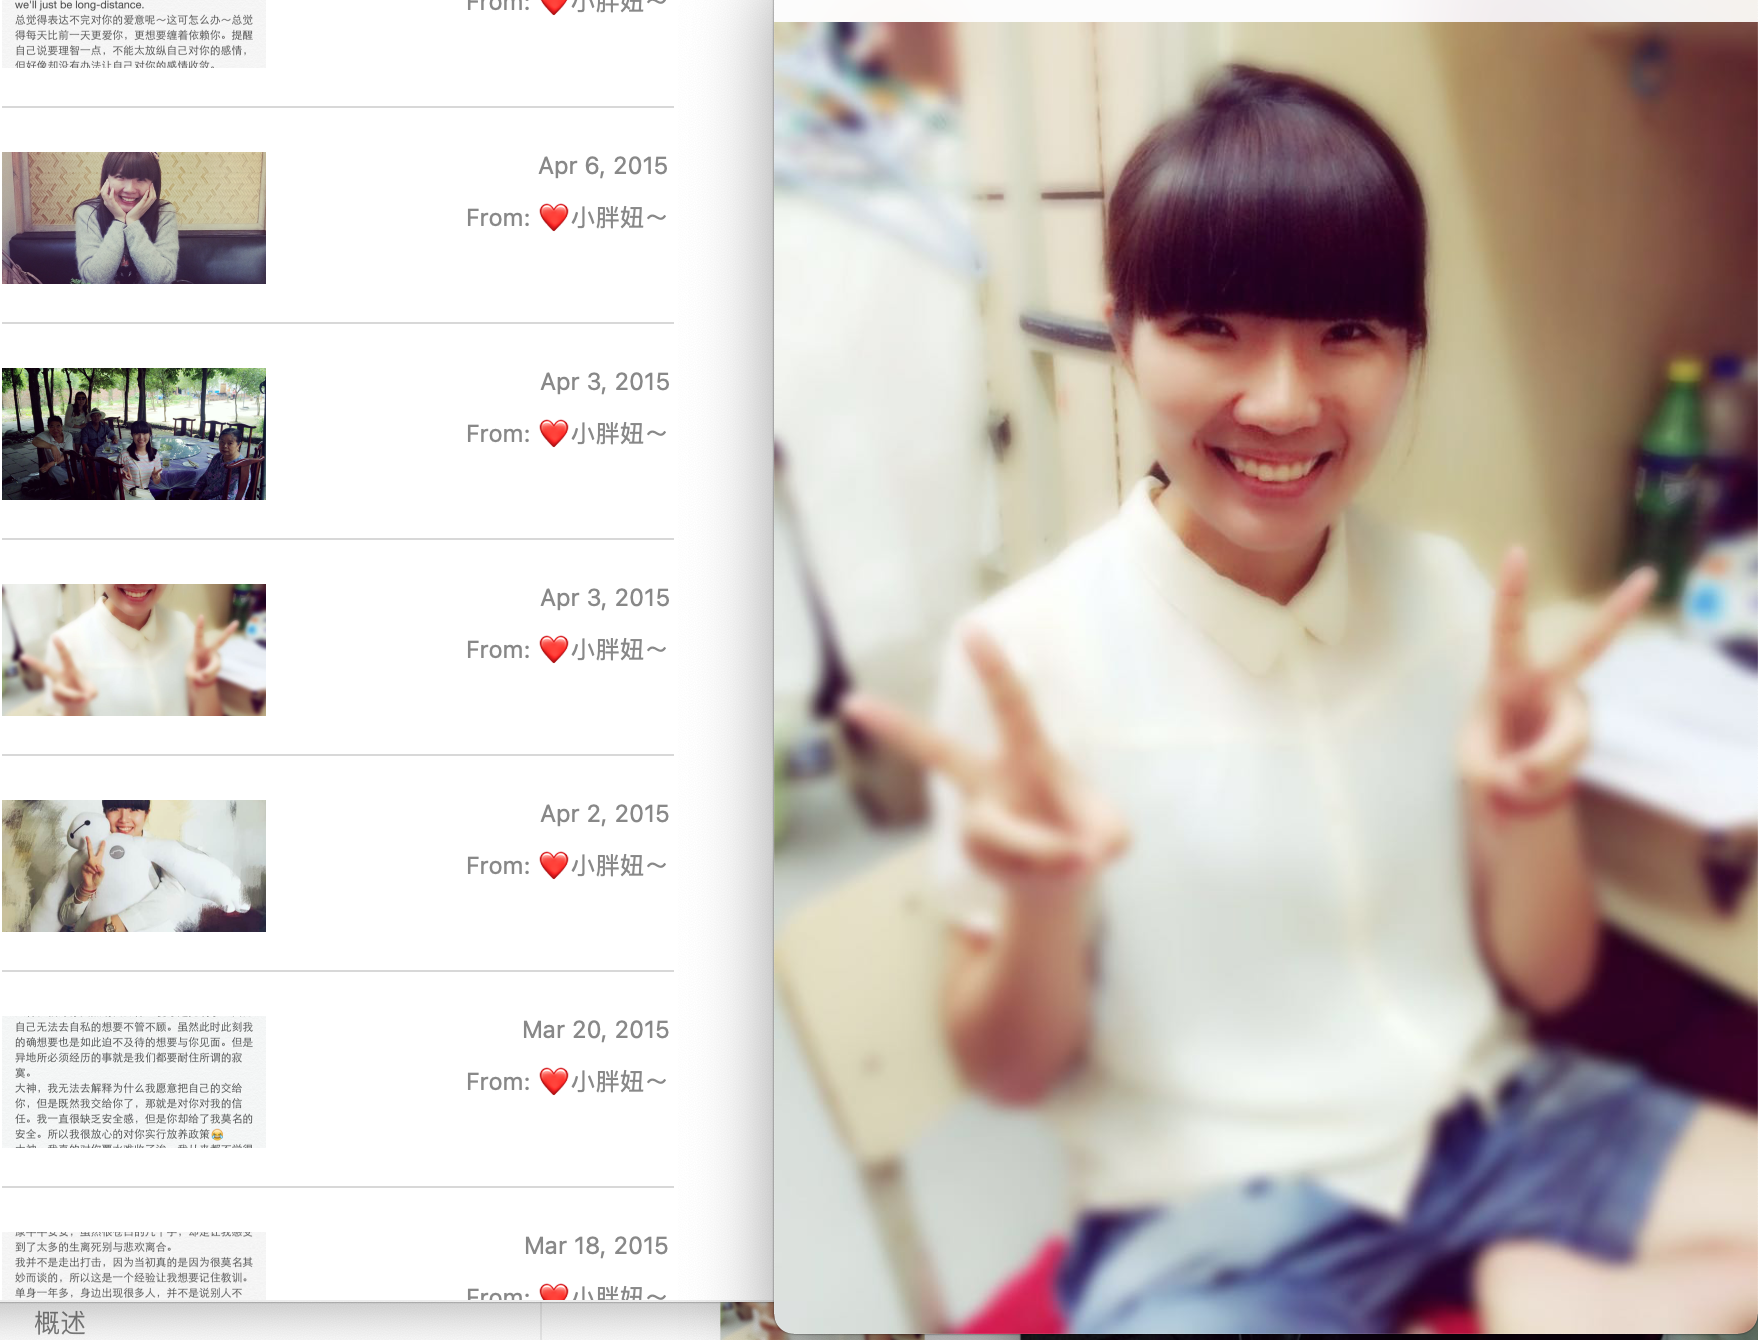 we'll just be long-distance.
总觉得表达不完对你的爱意呢～这可怎么办～总觉
得每天比前一天更爱你，更想要缠着依赖你。提醒
自己说要理智一点，不能太放纵自己对你的感情，
但好像却没有办法让自己对你的感情收敛。
From: ❤️小胖妞～
Apr 6, 2015
From: ❤️小胖妞～
Apr 3, 2015
From: ❤️小胖妞～
Apr 3, 2015
From: ❤️小胖妞～
Apr 2, 2015
From: ❤️小胖妞～
自己无法去自私的想要不管不顾。虽然此时此刻我
的确想要也是如此迫不及待的想要与你见面。但是
异地所必须经历的事就是我们都要耐住所谓的寂
寞。
大神，我无法去解释为什么我愿意把自己的交给
你，但是既然我交给你了，那就是对你对我的信
任。我一直很缺乏安全感，但是你却给了我莫名的
安全。所以我很放心的对你实行放养政策😂
Mar 20, 2015
From: ❤️小胖妞～
到了太多的生离死别与悲欢离合。
我并不是走出打击，因为当初真的是因为很莫名其
妙而谈的，所以这是一个经验让我想要记住教训。
单身一年多，身边出现很多人，并不是说别人不
Mar 18, 2015
From: ❤️小胖妞～
概述